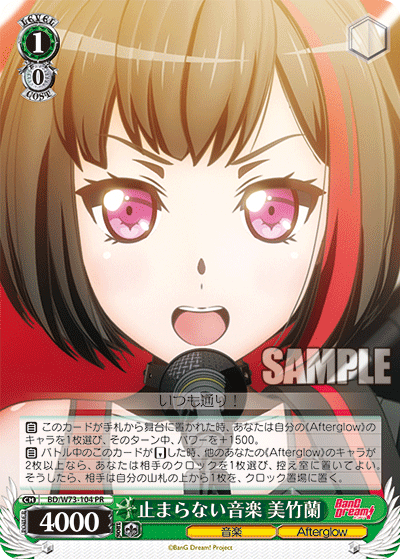 LEVEL
1
0
COST
SAMPLE
いつも通り！
自 このカードが手札から舞台に置かれた時、あなたは自分の《Afterglow》の
キャラを1枚選び、そのターン中、パワーを＋1500。
自 バトル中のこのカードが した時、他のあなたの《Afterglow》のキャラが
2枚以上なら、あなたは相手のクロックを1枚選び、控え室に置いてよい。
そうしたら、相手は自分の山札の上から1枚を、クロック置場に置く。
CH BD/W73-104 PR
4000
止まらない音楽 美竹蘭
BanG Dream!
音楽
Afterglow
©BanG Dream! Project